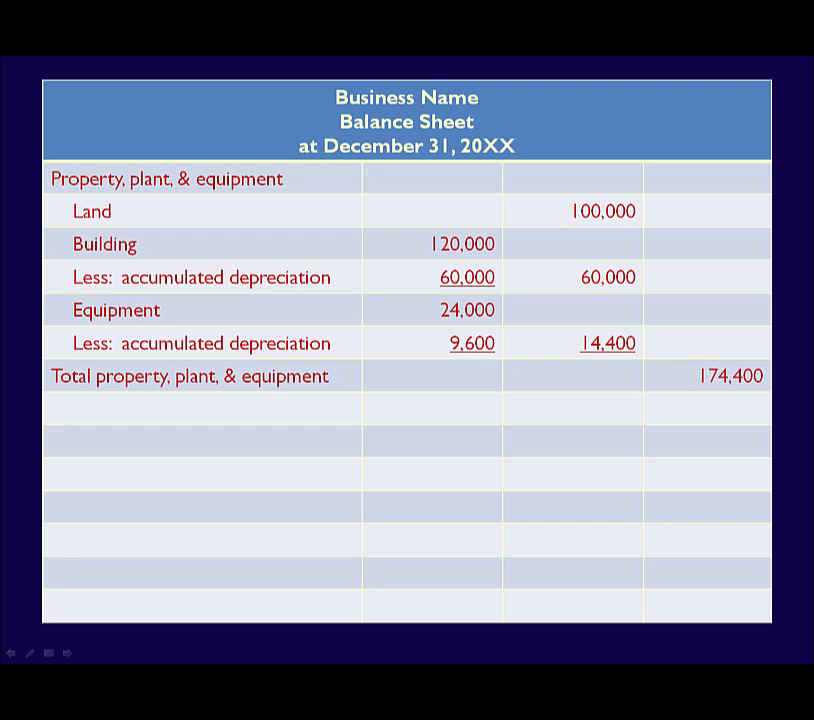 Business Name
Balance Sheet
at December 31, 20XX
Property, plant, & equipment
Land 100,000
Building 120,000
Less: accumulated depreciation 60,000 60,000
Equipment 24,000
Less: accumulated depreciation 9,600 14,400
Total property, plant, & equipment 174,400